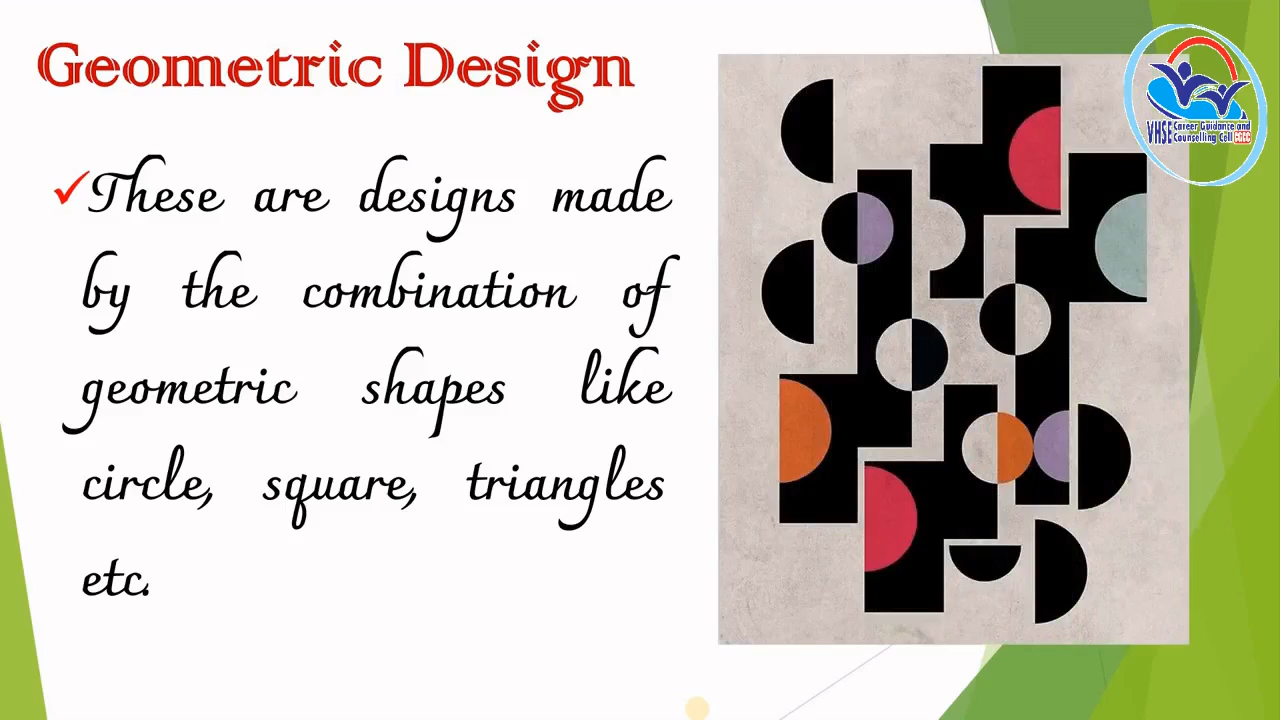 Geometric Design
✓These are designs made
by the combination of
geometric shapes like
circle, square, triangles
etc.
VHSE Career Guidance and
Counselling Cell CGCC